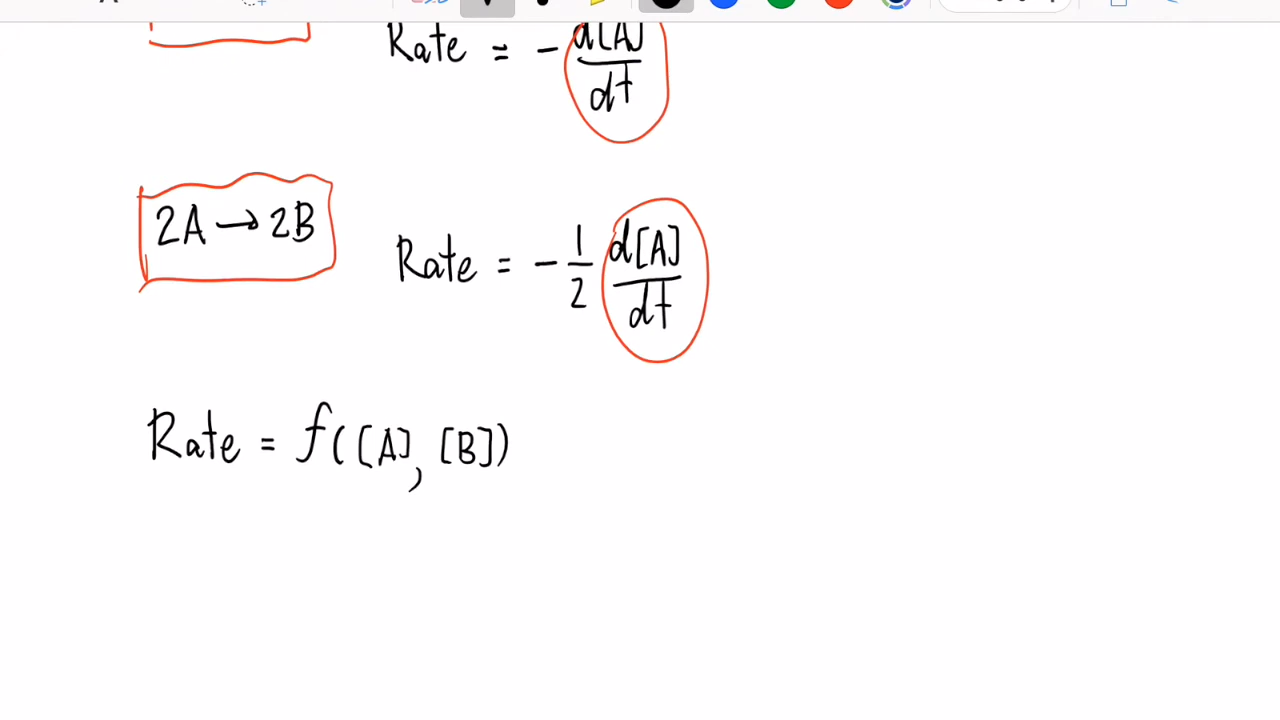 Rate = - d[A]/dt
2A → 2B
Rate = - 1/2 d[A]/dt
Rate = f([A], [B])